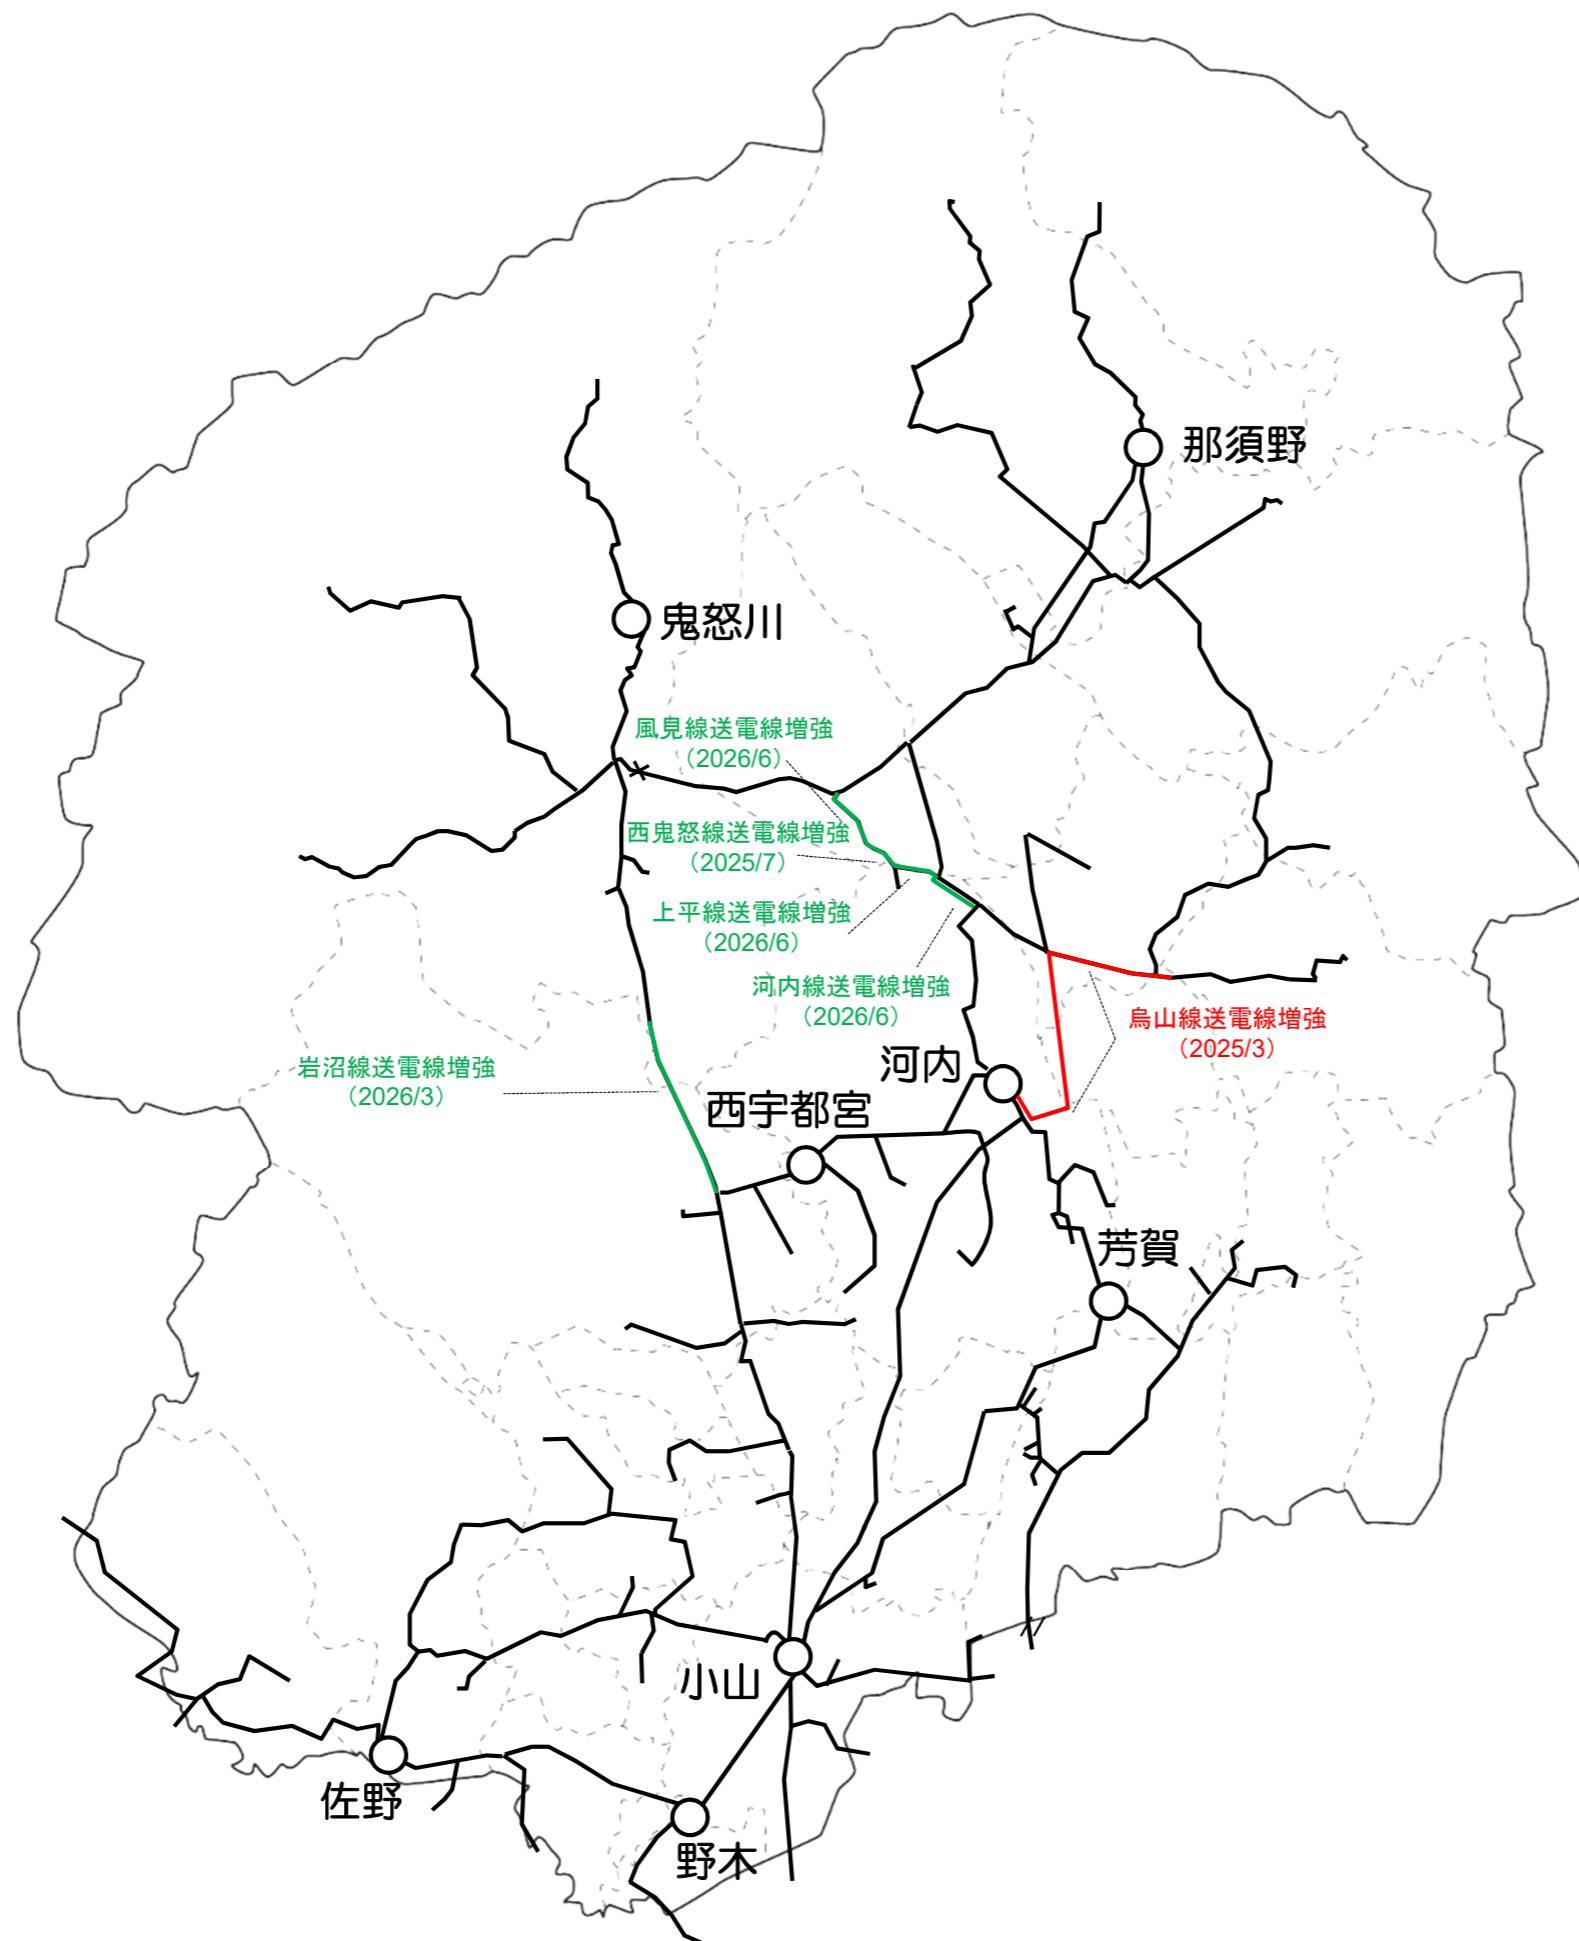 那須野
鬼怒川
風見線送電線増強
（2026/6）
西鬼怒線送電線増強
（2025/7）
上平線送電線増強
（2026/6）
河内線送電線増強
（2026/6）
烏山線送電線増強
（2025/3）
岩沼線送電線増強
（2026/3）
河内
西宇都宮
芳賀
小山
佐野
野木